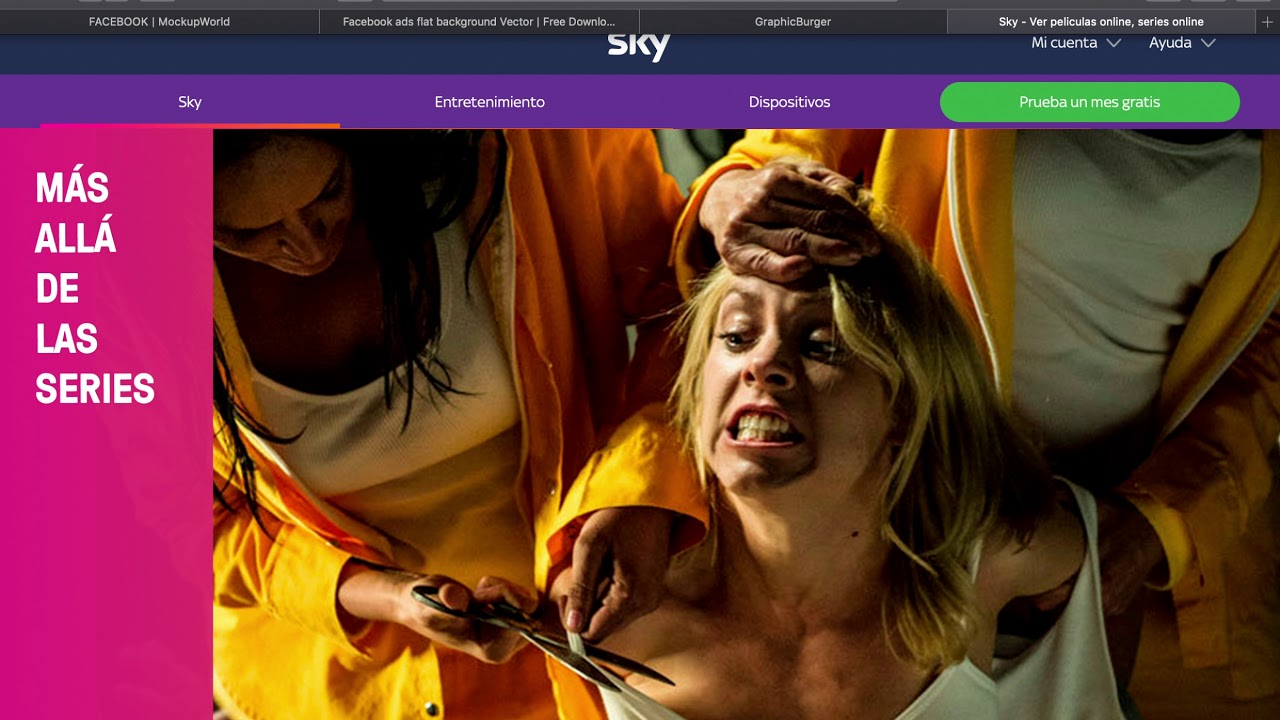 FACEBOOK | MockupWorld
Facebook ads flat background Vector | Free Downlo...
GraphicBurger
Sky - Ver peliculas online, series online
sky
Mi cuenta
Ayuda
Sky
Entretenimiento
Dispositivos
Prueba un mes gratis
MÁS
ALLÁ
DE
LAS
SERIES